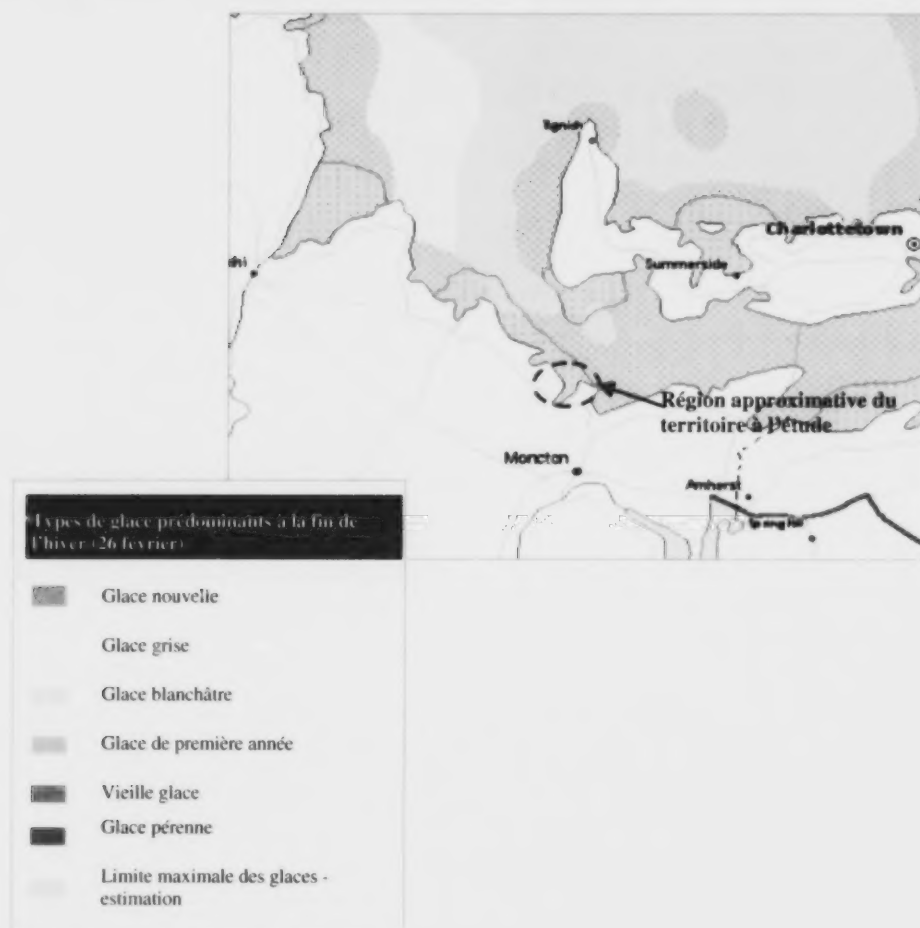 Tignish
Charlottetown
Summerside
Région approximative du
territoire à l'étude
Moncton
Amherst
Types de glace prédominants à la fin de
l'hiver (26 février)
Glace nouvelle
Glace grise
Glace blanchâtre
Glace de première année
Vieille glace
Glace pérenne
Limite maximale des glaces -
estimation